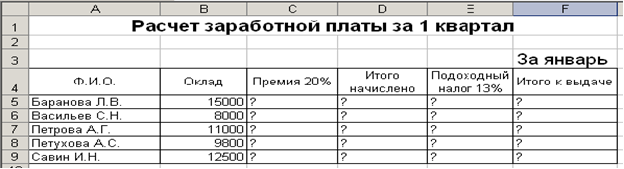 A B C D E F
1 Расчет заработной платы за 1 квартал
2
3 За январь
4 Ф.И.О. Оклад Премия 20% Итого начислено Подоходный налог 13% Итого к выдаче
5 Баранова Л.В. 15000 ? ? ? ?
6 Васильев С.Н. 8000 ? ? ? ?
7 Петрова А.Г. 11000 ? ? ? ?
8 Петухова А.С. 9800 ? ? ? ?
9 Савин И.Н. 12500 ? ? ? ?